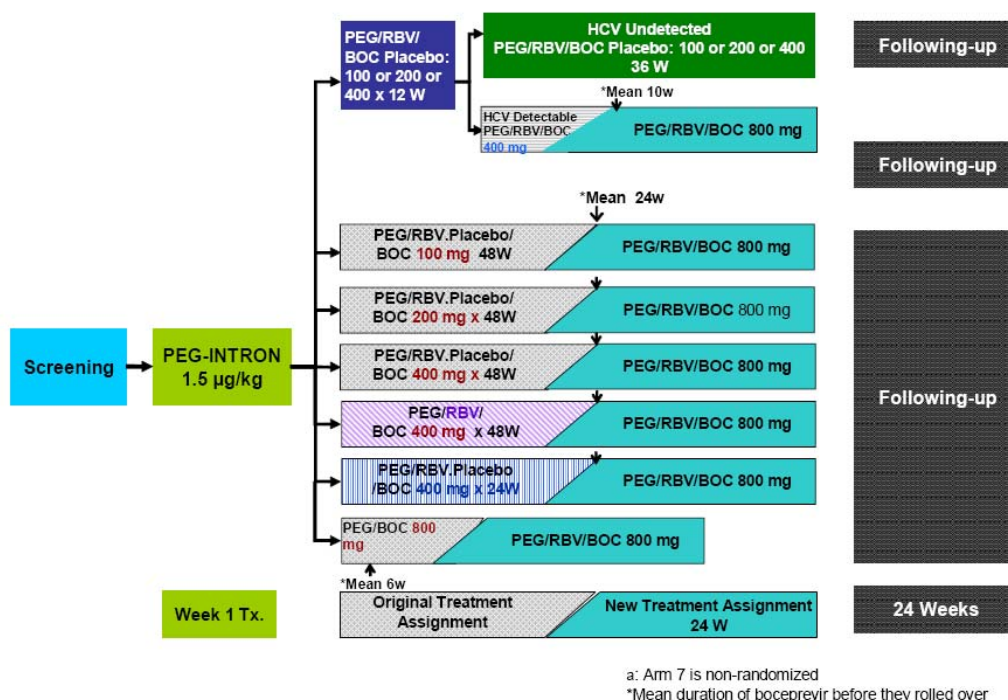 PEG/RBV/
BOC Placebo:
100 or 200 or
400 x 12 W
HCV Undetected
PEG/RBV/BOC Placebo: 100 or 200 or 400
36 W
Following-up
*Mean 10w
HCV Detectable
PEG/RBV/BOC
400 mg
PEG/RBV/BOC 800 mg
Following-up
*Mean 24w
PEG/RBV.Placebo/
BOC 100 mg 48W
PEG/RBV/BOC 800 mg
PEG/RBV.Placebo/
BOC 200 mg x 48W
PEG/RBV/BOC 800 mg
Screening
PEG-INTRON
1.5 µg/kg
PEG/RBV.Placebo/
BOC 400 mg x 48W
PEG/RBV/BOC 800 mg
Following-up
PEG/RBV/
BOC 400 mg x 48W
PEG/RBV/BOC 800 mg
PEG/RBV.Placebo
/BOC 400 mg x 24W
PEG/RBV/BOC 800 mg
PEG/BOC 800
mg
PEG/RBV/BOC 800 mg
*Mean 6w
Week 1 Tx.
Original Treatment
Assignment
New Treatment Assignment
24 W
24 Weeks
a: Arm 7 is non-randomized
*Mean duration of boceprevir before they rolled over